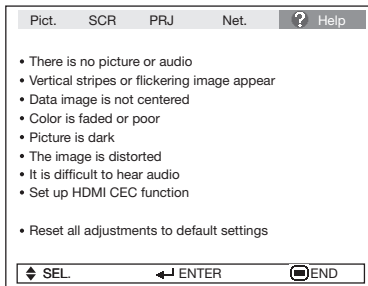 Pict. SCR PRJ Net. ? Help
• There is no picture or audio
• Vertical stripes or flickering image appear
• Data image is not centered
• Color is faded or poor
• Picture is dark
• The image is distorted
• It is difficult to hear audio
• Set up HDMI CEC function
• Reset all adjustments to default settings
SEL. ENTER END